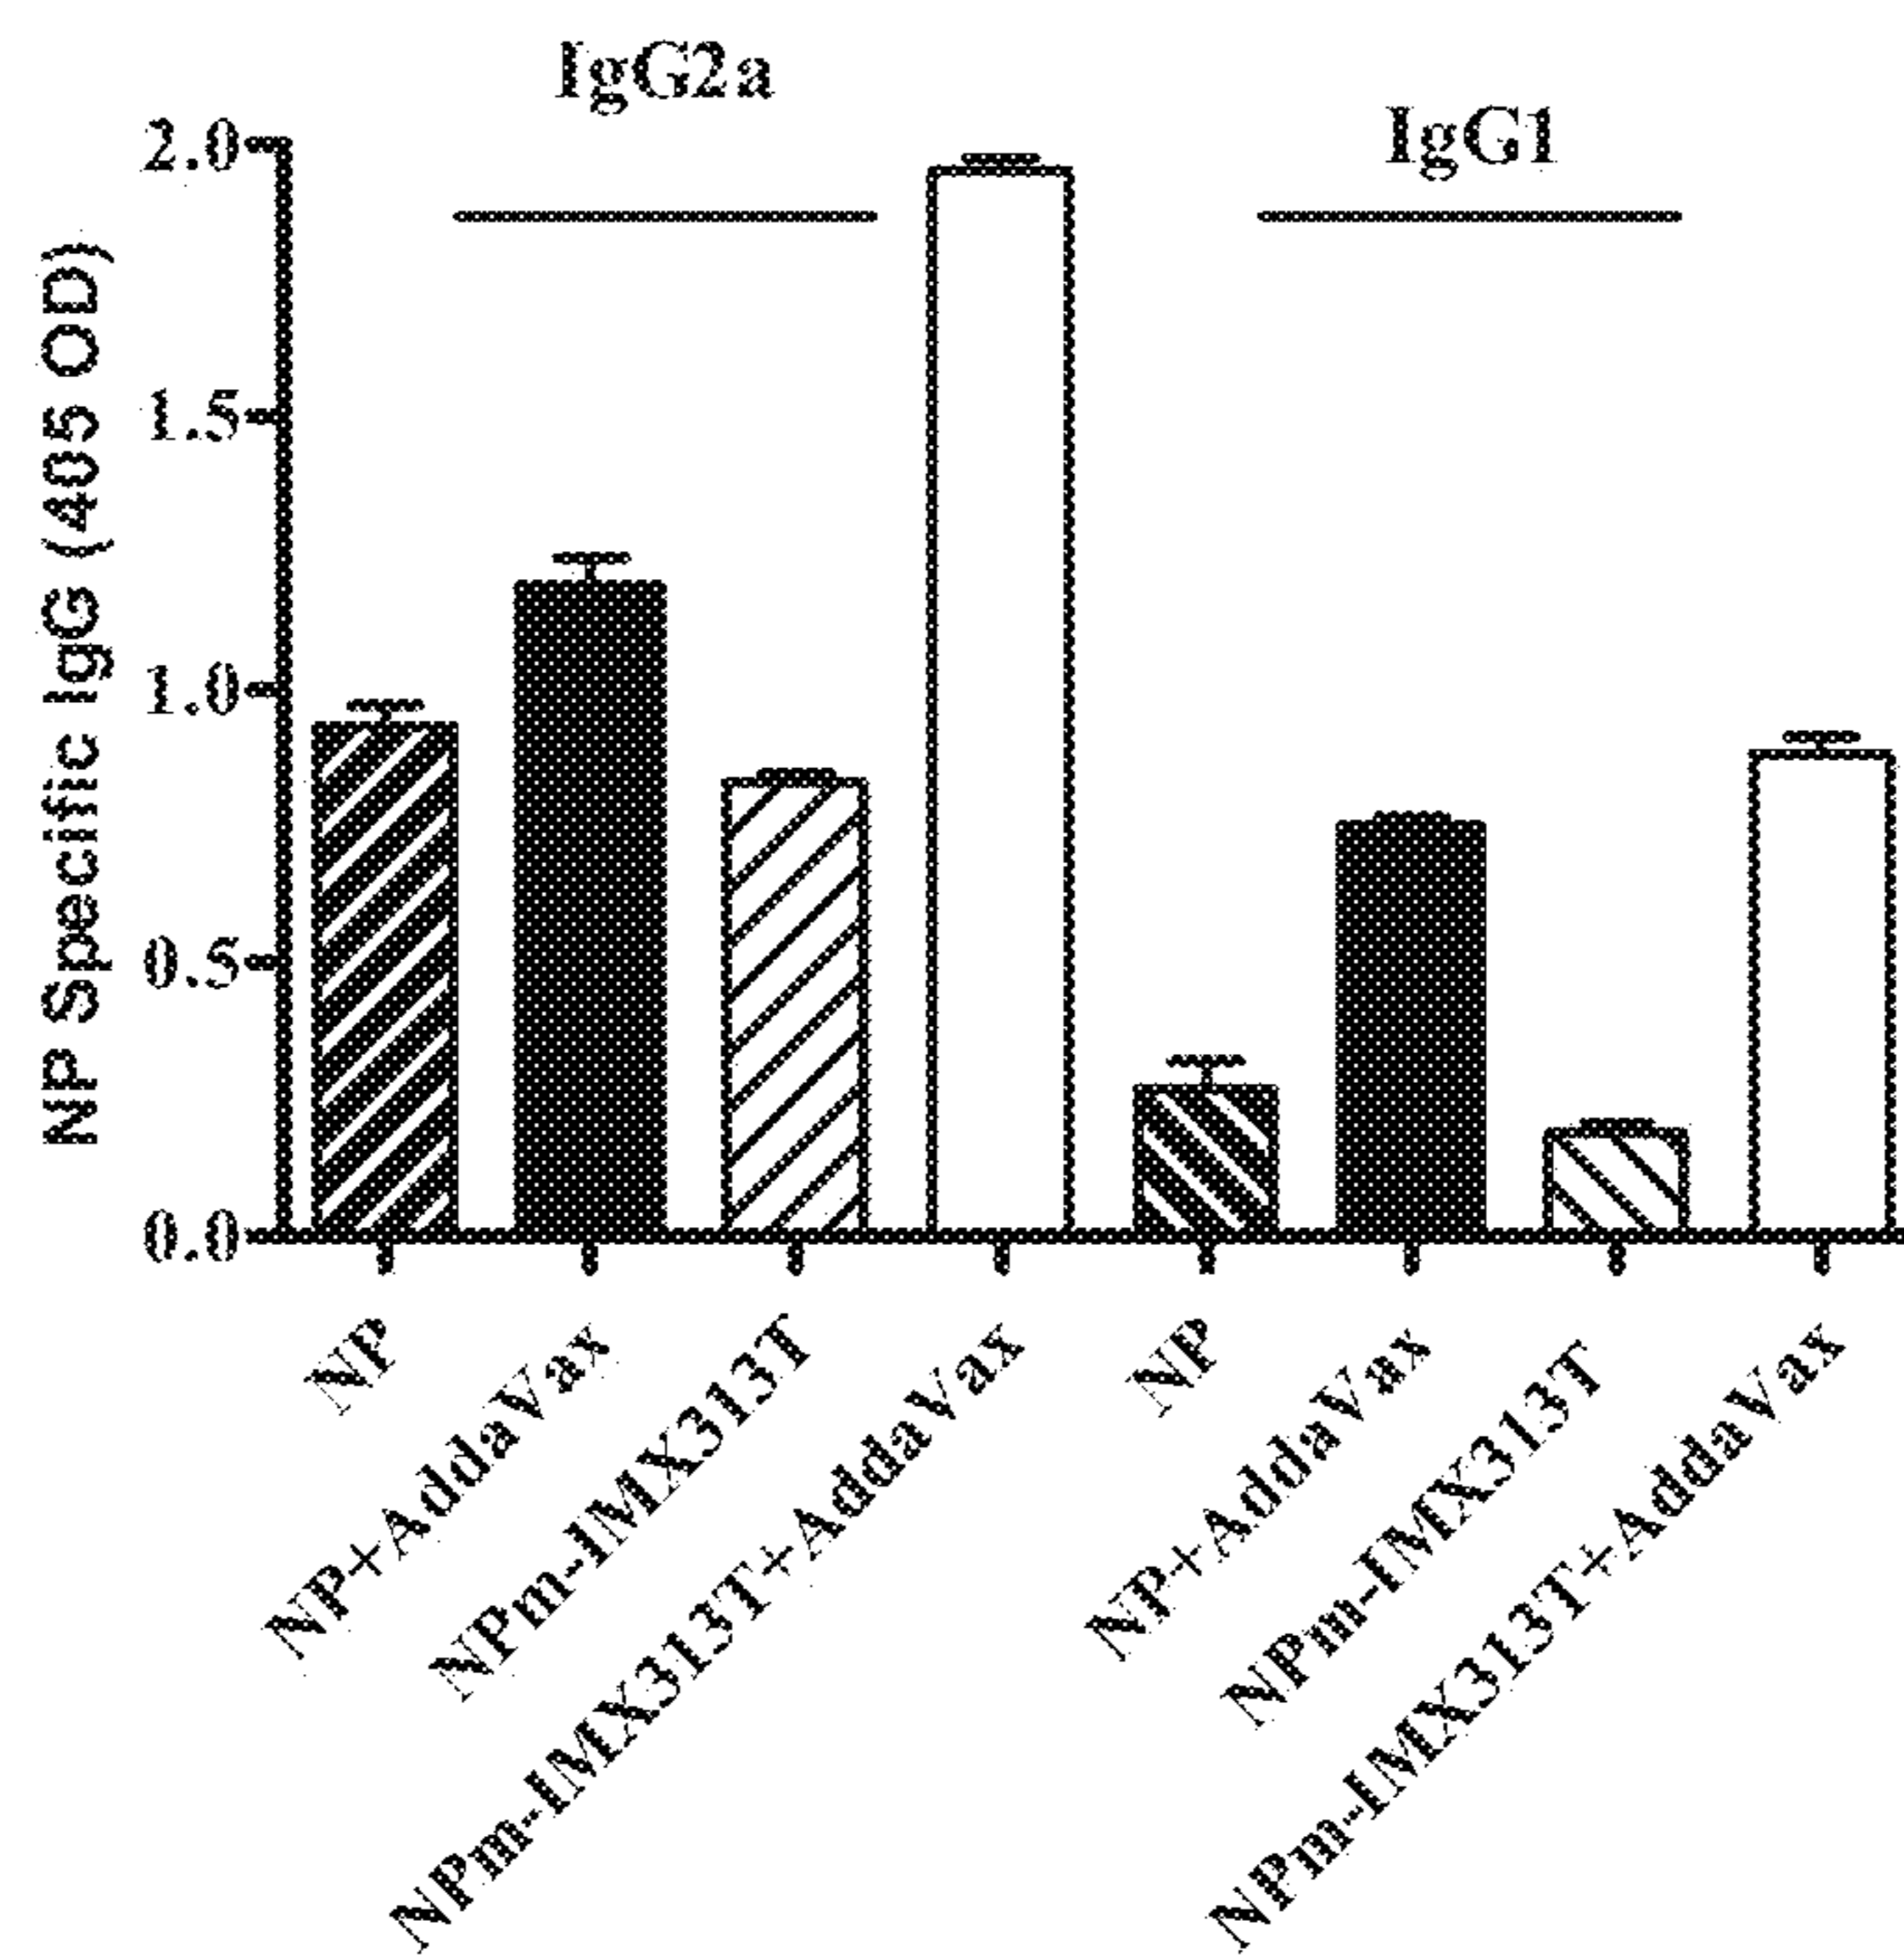 IgG2a
IgG1
NP Specific IgG (405 OD)
2.0
1.5
1.0
0.5
0.0
NP
NP+AddaVax
NPm-IMX313T
NPm-IMX313T+AddaVax
NP
NP+AddaVax
NPm-IMX313T
NPm-IMX313T+AddaVax